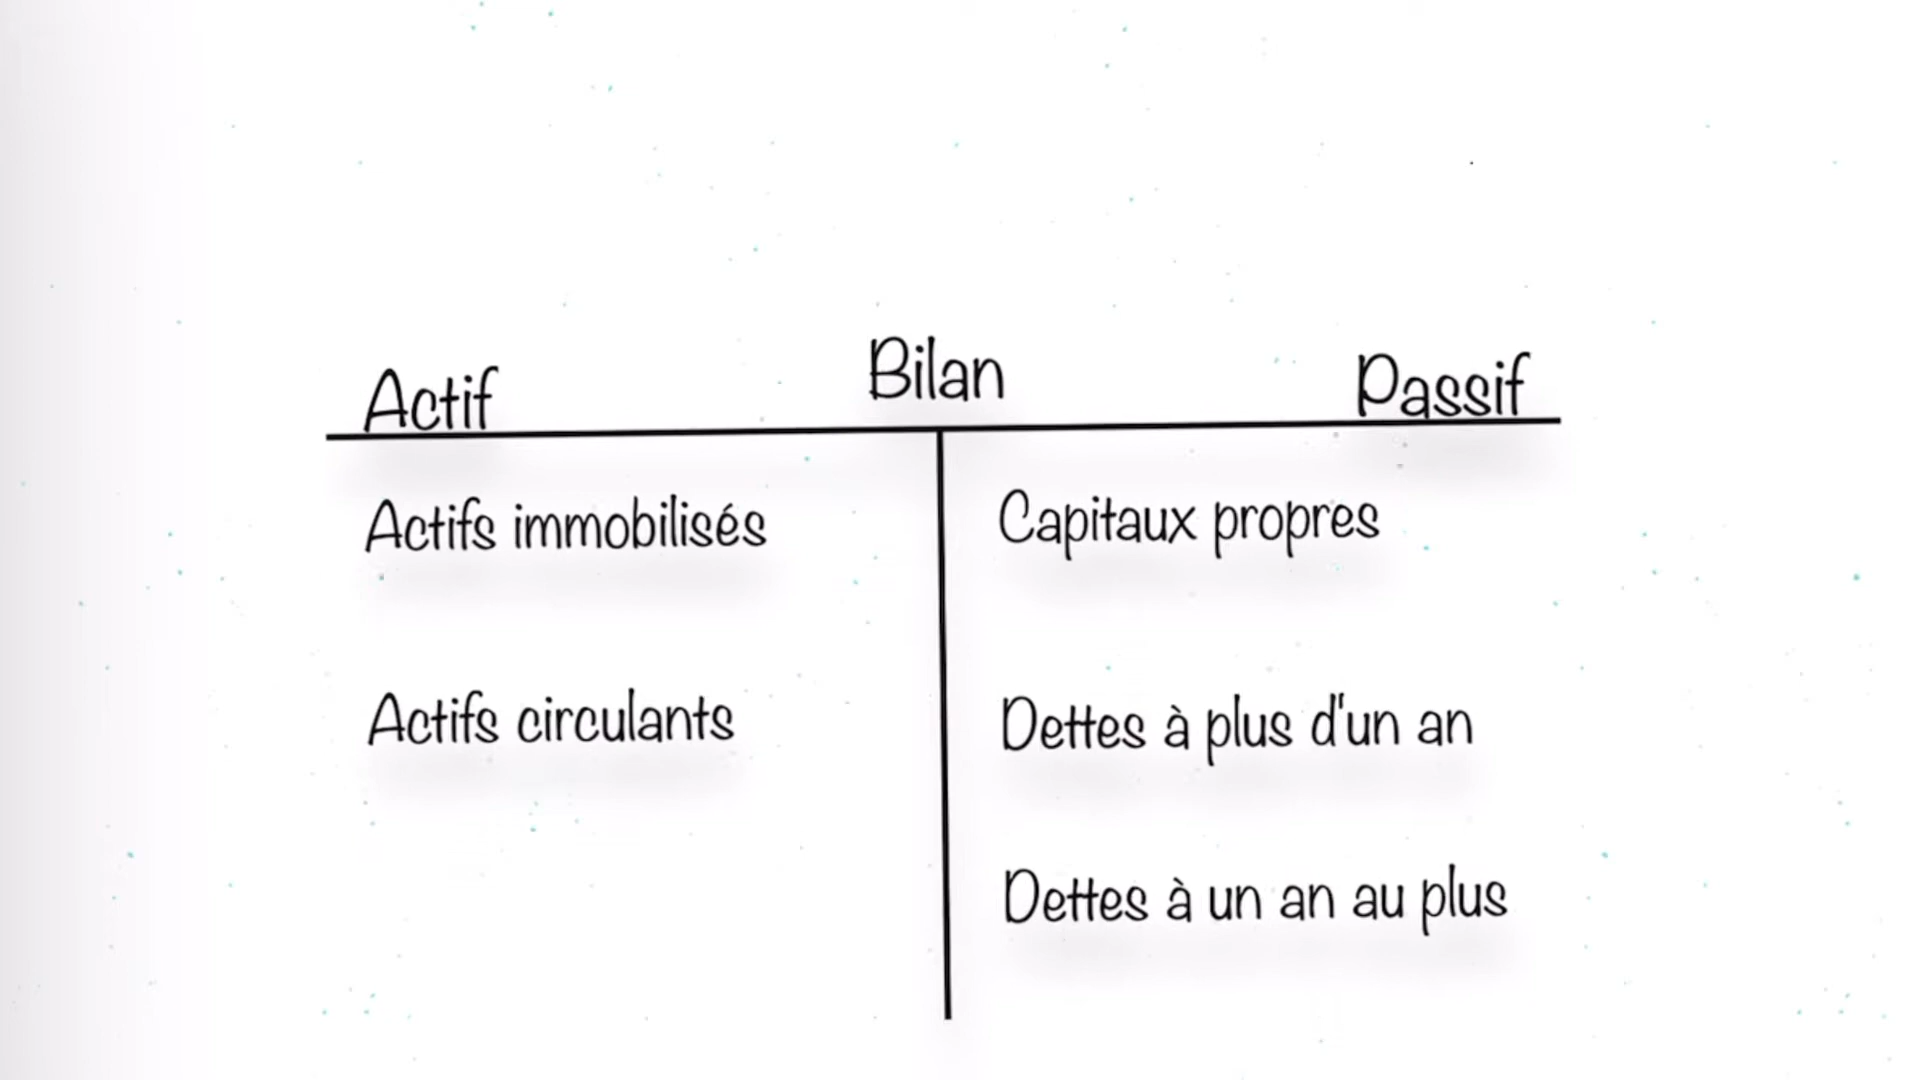 Bilan
Actif
Passif
Actifs immobilisés
Capitaux propres
Actifs circulants
Dettes à plus d'un an
Dettes à un an au plus